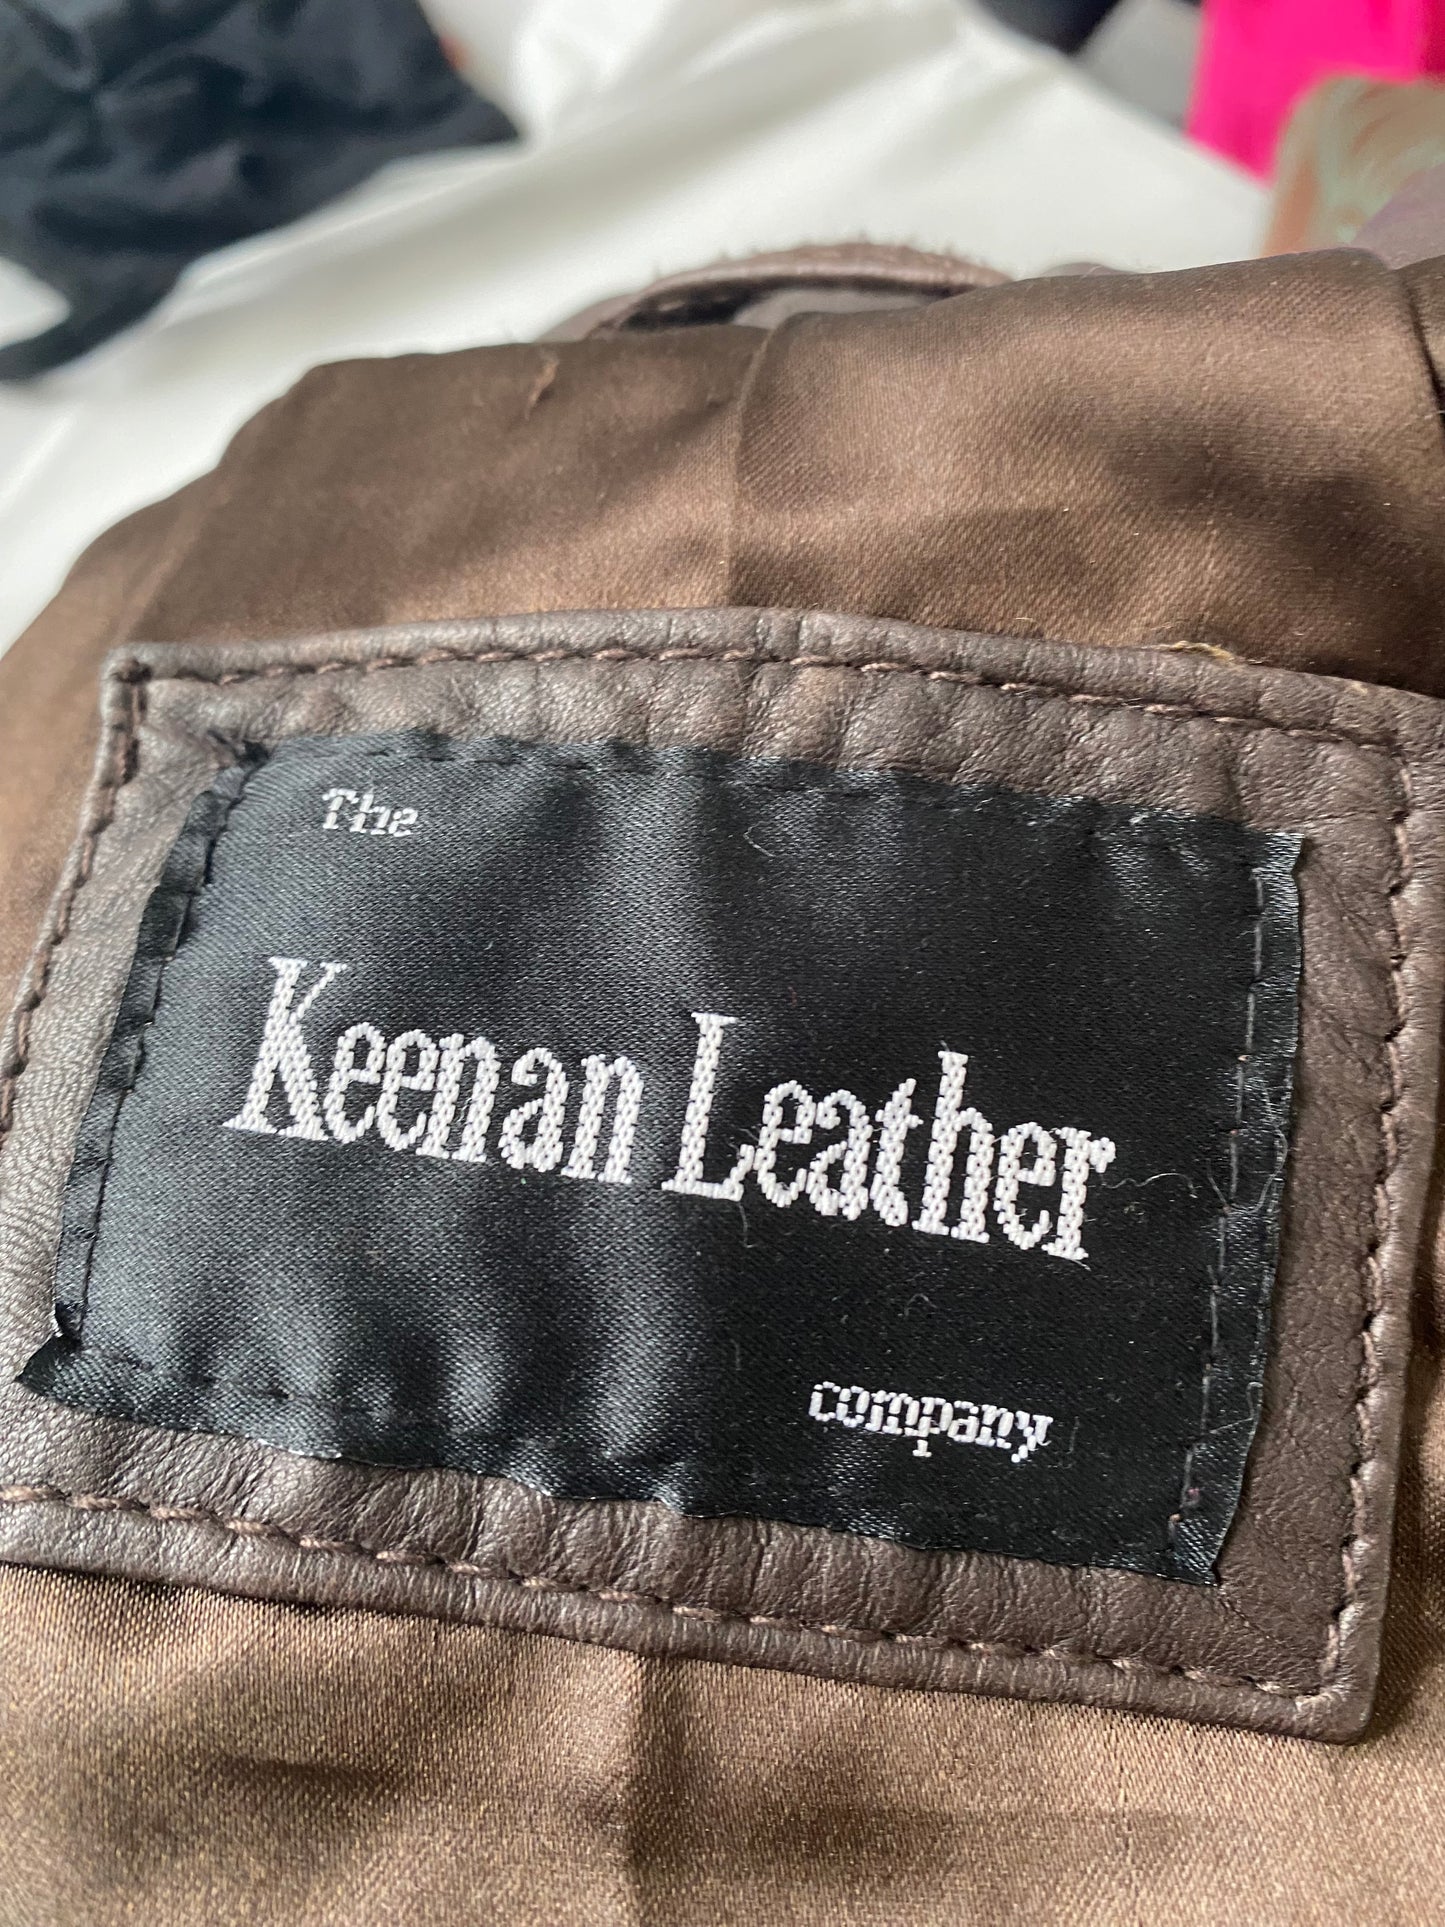 The
Keenan Leather
company